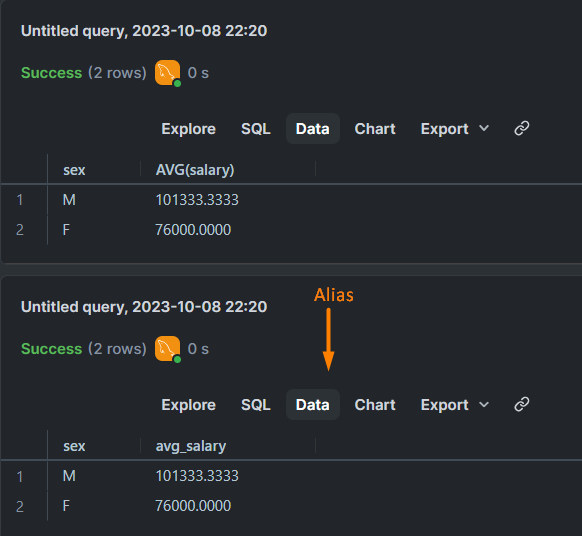 Untitled query, 2023-10-08 22:20
Success (2 rows) 0 s
Explore SQL Data Chart Export
sex AVG(salary)
1 M 101333.3333
2 F 76000.0000
Untitled query, 2023-10-08 22:20
Alias
Success (2 rows) 0 s
Explore SQL Data Chart Export
sex avg_salary
1 M 101333.3333
2 F 76000.0000